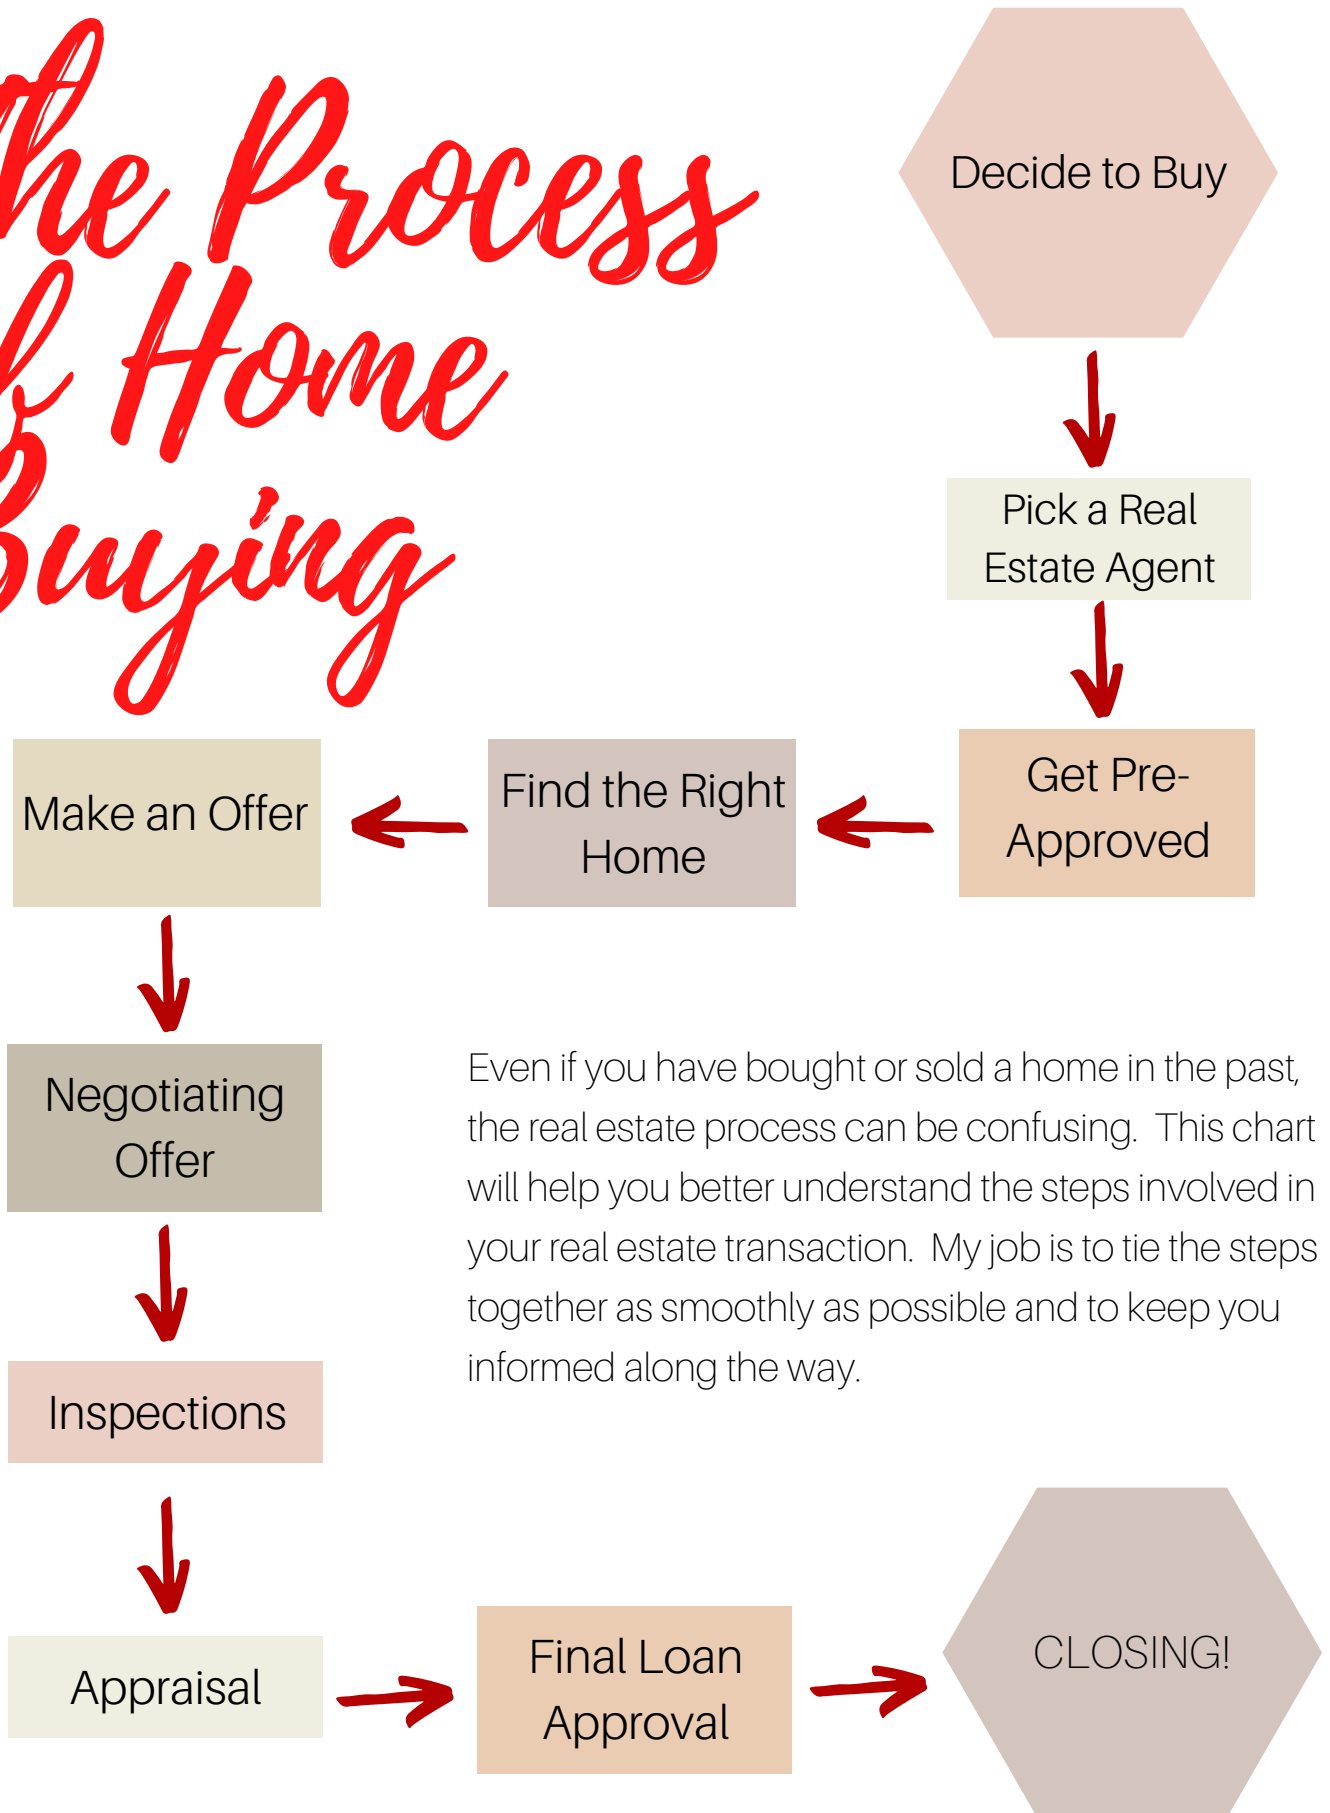 the Process
of Home
Buying
Decide to Buy
Pick a Real
Estate Agent
Get Pre-
Approved
Find the Right
Home
Make an Offer
Negotiating
Offer
Even if you have bought or sold a home in the past,
the real estate process can be confusing.  This chart
will help you better understand the steps involved in
your real estate transaction.  My job is to tie the steps
together as smoothly as possible and to keep you
informed along the way.
Inspections
Appraisal
Final Loan
Approval
CLOSING!